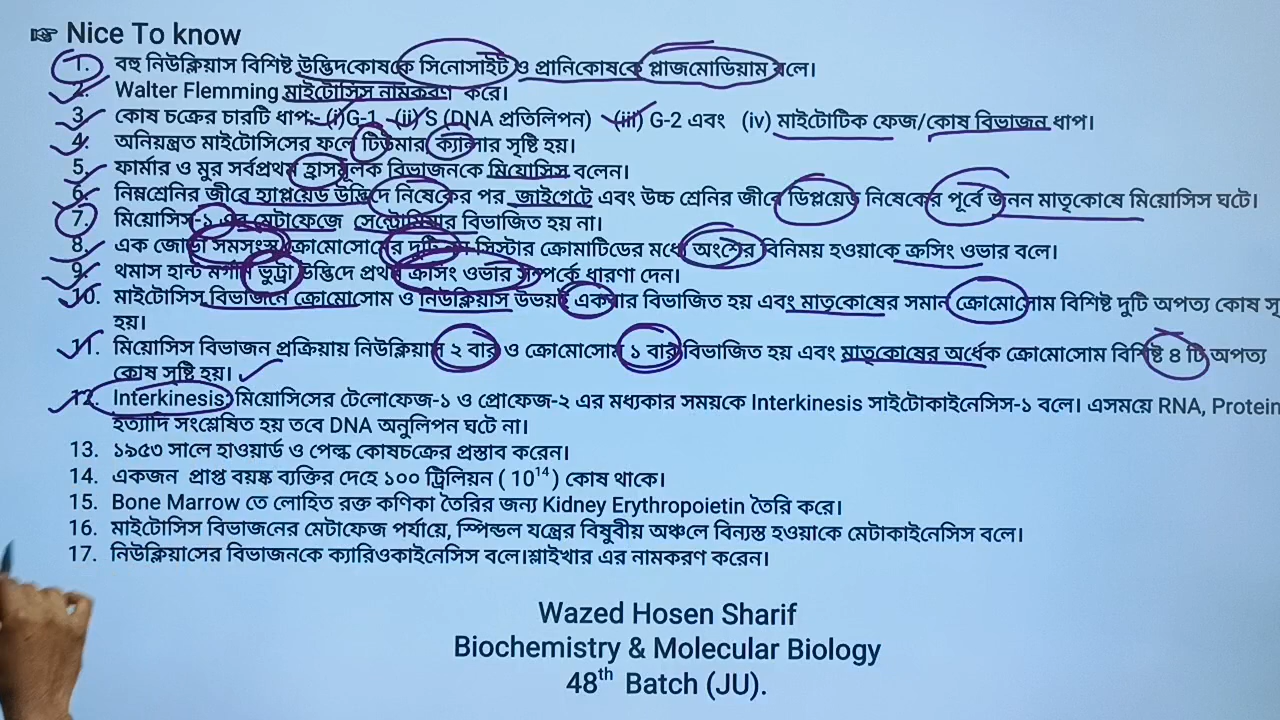 ☞ Nice To know
1. বহু নিউক্লিয়াস বিশিষ্ট উদ্ভিদকোষকে সিনোসাইট ও প্রানিকোষকে প্লাজমোডিয়াম বলে।
2. Walter Flemming মাইটোসিস নামকরণ করে।
3. কোষ চক্রের চারটি ধাপ:- (i)G-1 (ii) S (DNA প্রতিলিপন) (iii) G-2 এবং (iv) মাইটোটিক ফেজ/কোষ বিভাজন ধাপ।
4. অনিয়ন্ত্রত মাইটোসিসের ফলে টিউমার ক্যান্সার সৃষ্টি হয়।
5. ফার্মার ও মুর সর্বপ্রথম হ্রাসমূলক বিভাজনকে মিয়োসিস বলেন।
6. নিম্নশ্রেনির জীবে হ্যাপ্লয়েড উদ্ভিদে নিষেকের পর জাইগেটে এবং উচ্চ শ্রেনির জীবে ডিপ্লয়েড নিষেকের পূর্বে জনন মাতৃকোষে মিয়োসিস ঘটে।
7. মিয়োসিস-১ এর মেটাফেজে সেন্ট্রোমিয়ার বিভাজিত হয় না।
8. এক জোড়া সমসংস্থ ক্রোমোসোমের দুটি নন সিস্টার ক্রোমাটিডের মধ্যে অংশের বিনিময় হওয়াকে ক্রসিং ওভার বলে।
9. থমাস হান্ট মর্গান ভুট্টা উদ্ভিদে প্রথম ক্রসিং ওভার সম্পর্কে ধারণা দেন।
10. মাইটোসিস বিভাজনে ক্রোমোসোম ও নিউক্লিয়াস উভয়ই একবার বিভাজিত হয় এবং মাতৃকোষের সমান ক্রোমোসোম বিশিষ্ট দুটি অপত্য কোষ সৃ
হয়।
11. মিয়োসিস বিভাজন প্রক্রিয়ায় নিউক্লিয়াস ২ বার ও ক্রোমোসোম ১ বার বিভাজিত হয় এবং মাতৃকোষের অর্ধেক ক্রোমোসোম বিশিষ্ট ৪ টি অপত্য
কোষ সৃষ্টি হয়।
12. Interkinesis: মিয়োসিসের টেলোফেজ-১ ও প্রোফেজ-২ এর মধ্যকার সময়কে Interkinesis সাইটোকাইনেসিস-১ বলে। এসময়ে RNA, Protein
ইত্যাদি সংশ্লেষিত হয় তবে DNA অনুলিপন ঘটে না।
13. ১৯৫৩ সালে হাওয়ার্ড ও পেল্ক কোষচক্রের প্রস্তাব করেন।
14. একজন প্রাপ্ত বয়ষ্ক ব্যক্তির দেহে ১০০ ট্রিলিয়ন ( 10¹⁴ ) কোষ থাকে।
15. Bone Marrow তে লোহিত রক্ত কণিকা তৈরির জন্য Kidney Erythropoietin তৈরি করে।
16. মাইটোসিস বিভাজনের মেটাফেজ পর্যায়ে, স্পিন্ডল যন্ত্রের বিষুবীয় অঞ্চলে বিন্যস্ত হওয়াকে মেটাকাইনেসিস বলে।
17. নিউক্লিয়াসের বিভাজনকে ক্যারিওকাইনেসিস বলে।স্লাইখার এর নামকরণ করেন।
Wazed Hosen Sharif
Biochemistry & Molecular Biology
48th Batch (JU).